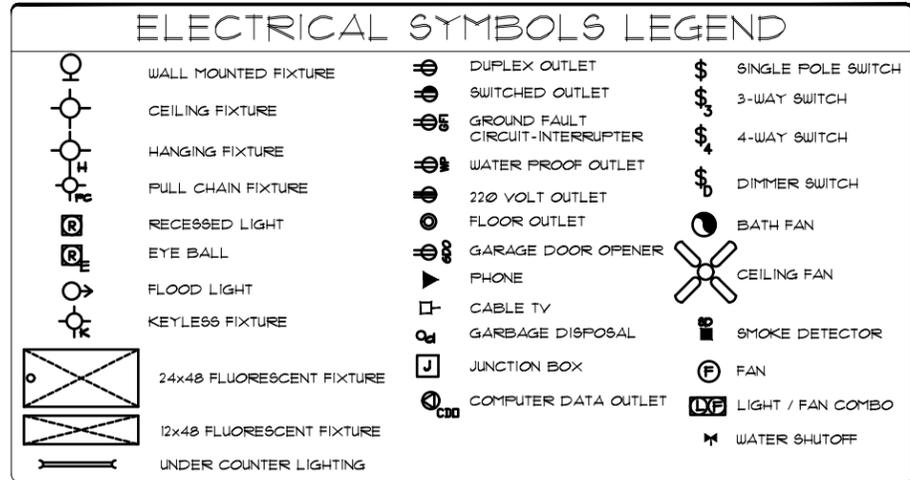 ELECTRICAL SYMBOLS LEGEND
WALL MOUNTED FIXTURE
CEILING FIXTURE
H
HANGING FIXTURE
PC
PULL CHAIN FIXTURE
R
RECESSED LIGHT
R
E
EYE BALL
FLOOD LIGHT
K
KEYLESS FIXTURE
24x48 FLUORESCENT FIXTURE
12x48 FLUORESCENT FIXTURE
UNDER COUNTER LIGHTING
DUPLEX OUTLET
SWITCHED OUTLET
GFI
GROUND FAULT
CIRCUIT-INTERRUPTER
WP
WATER PROOF OUTLET
220 VOLT OUTLET
FLOOR OUTLET
GDO
GARAGE DOOR OPENER
PHONE
CABLE TV
GARBAGE DISPOSAL
J
JUNCTION BOX
CDO
COMPUTER DATA OUTLET
$
SINGLE POLE SWITCH
$3
3-WAY SWITCH
$4
4-WAY SWITCH
$D
DIMMER SWITCH
BATH FAN
CEILING FAN
SD
SMOKE DETECTOR
F
FAN
L F
LIGHT / FAN COMBO
WATER SHUTOFF